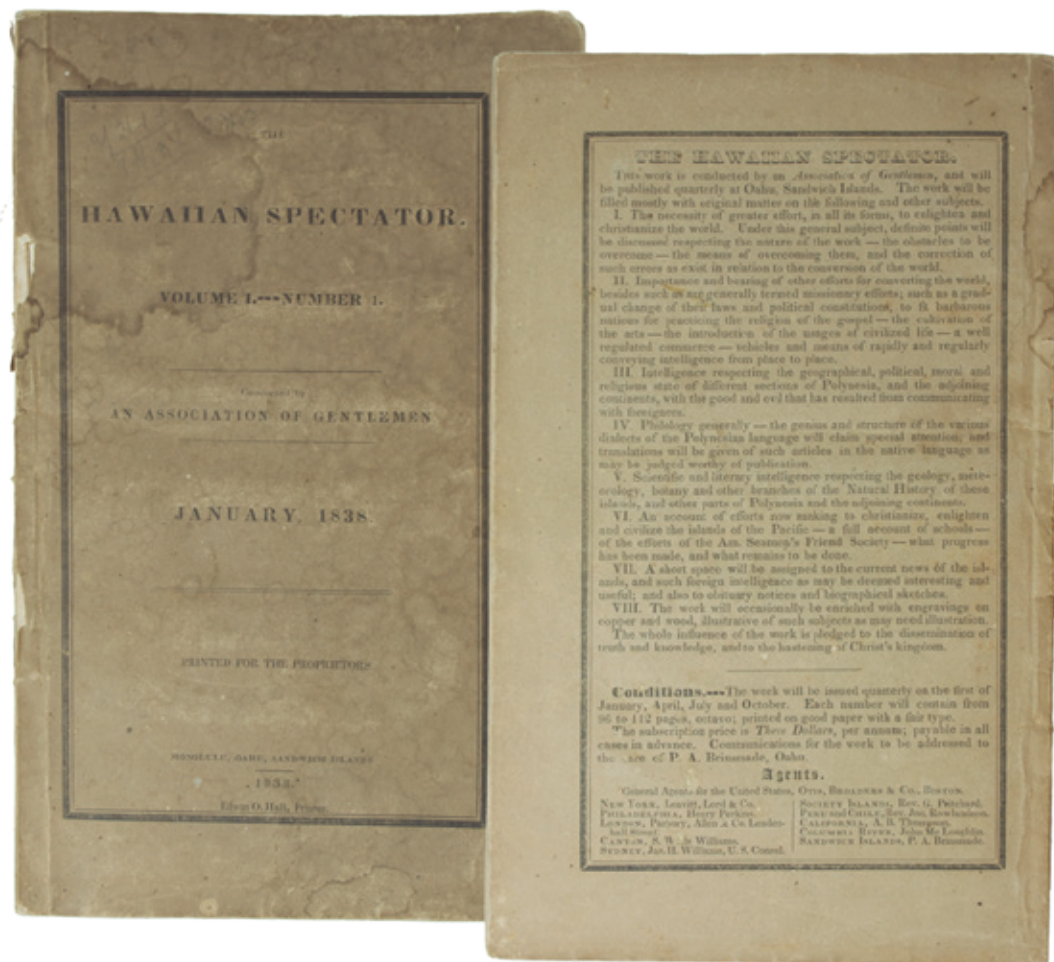 THE
HAWAIIAN SPECTATOR.
VOLUME I.---NUMBER 1.
Conducted by
AN ASSOCIATION OF GENTLEMEN
JANUARY, 1838.
PRINTED FOR THE PROPRIETORS
HONOLULU, OAHU, SANDWICH ISLANDS
1838.
Edwin O. Hall, Printer.
THE HAWAIIAN SPECTATOR.
This work is conducted by an Association of Gentlemen, and will
be published quarterly at Oahu, Sandwich Islands. The work will be
filled mostly with original matter on the following and other subjects.
I. The necessity of greater effort, in all its forms, to enlighten and
christianize the world. Under this general subject, definite points will
be discussed respecting the nature of the work — the obstacles to be
overcome — the means of overcoming them, and the correction of
such errors as exist in relation to the conversion of the world.
II. Importance and bearing of other efforts for converting the world,
besides such as are generally termed missionary efforts; such as a grad-
ual change of their laws and political constitutions, to fit barbarous
nations for practicing the religion of the gospel — the cultivation of
the arts — the introduction of the usages of civilized life — a well
regulated commerce — vehicles and means of rapidly and regularly
conveying intelligence from place to place.
III. Intelligence respecting the geographical, political, moral and
religious state of different sections of Polynesia, and the adjoining
continents, with the good and evil that has resulted from communicating
with foreigners.
IV. Philology generally — the genius and structure of the various
dialects of the Polynesian language will claim special attention; and
translations will be given of such articles in the native language as
may be judged worthy of publication.
V. Scientific and literary intelligence respecting the geology, mete-
orology, botany and other branches of the Natural History, of these
islands, and other parts of Polynesia and the adjoining continents.
VI. An account of efforts now making to christianize, enlighten
and civilize the islands of the Pacific — a full account of schools —
of the efforts of the Am. Seamen's Friend Society — what progress
has been made, and what remains to be done.
VII. A short space will be assigned to the current news of the isl-
ands, and such foreign intelligence as may be deemed interesting and
useful; and also to obituary notices and biographical sketches.
VIII. The work will occasionally be enriched with engravings on
copper and wood, illustrative of such subjects as may need illustration.
The whole influence of the work is pledged to the dissemination of
truth and knowledge, and to the hastening of Christ's kingdom.
Conditions.---The work will be issued quarterly on the first of
January, April, July and October. Each number will contain from
96 to 112 pages, octavo; printed on good paper with a fair type.
The subscription price is Three Dollars, per annum; payable in all
cases in advance. Communications for the work to be addressed to
the care of P. A. Brinsmade, Oahu.
Agents.
General Agents for the United States, Otis, Broaders & Co., Boston.
New York, Leavitt, Lord & Co.
Philadelphia, Henry Perkins.
London, Parbury, Allen & Co. Leaden-
hall Street.
Canton, S. Wells Williams.
Sydney, Jas. H. Williams, U. S. Consul.
Society Islands, Rev. G. Pritchard.
Peru and Chile, Rev. Jno. Rowlandson.
California, A. B. Thompson.
Columbia River, John Mc Loughlin.
Sandwich Islands, P. A. Brinsmade.